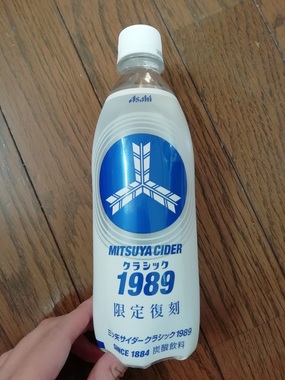 Asahi
MITSUYA CIDER
クラシック
1989
限定復刻
三ツ矢サイダークラシック1989
SINCE 1884 炭酸飲料